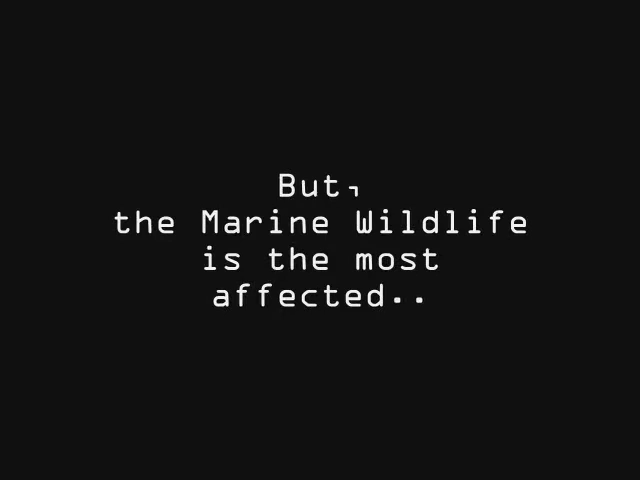 But,
the Marine Wildlife
is the most
affected..